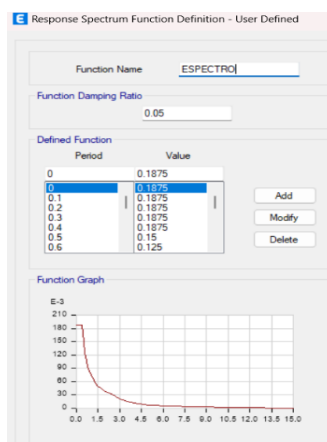 E Response Spectrum Function Definition - User Defined
Function Name ESPECTRO
Function Damping Ratio
0.05
Defined Function
Period Value
0 0.1875
0 0.1875
0.1 0.1875
0.2 0.1875
0.3 0.1875
0.4 0.1875
0.5 0.15
0.6 0.125
Add
Modify
Delete
Function Graph
E-3
210
180
150
120
90
60
30
0
0.0 1.5 3.0 4.5 6.0 7.5 9.0 10.5 12.0 13.5 15.0